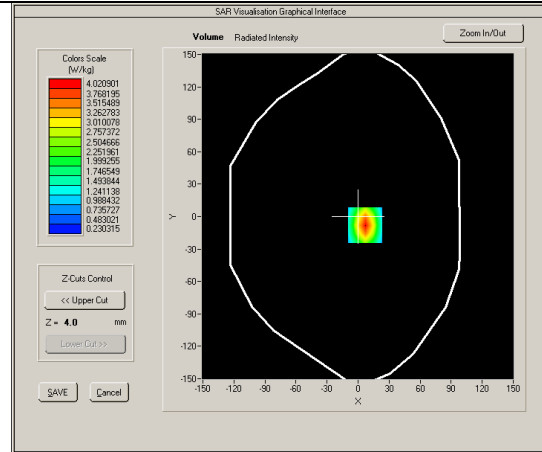 SAR Visualisation Graphical Interface
Volume Radiated Intensity
Zoom In/Out
Colors Scale
(W/kg)
4.020901
3.768195
3.515489
3.262783
3.010078
2.757372
2.504666
2.251961
1.999255
1.746549
1.493844
1.241138
0.988432
0.735727
0.483021
0.230315
Z-Cuts Control
<< Upper Cut
Z = 4.0 mm
Lower Cut >>
SAVE Cancel
150
120
90
60
30
0
-30
-60
-90
-120
-150
Y
-150 -120 -90 -60 -30 0 30 60 90 120 150
X